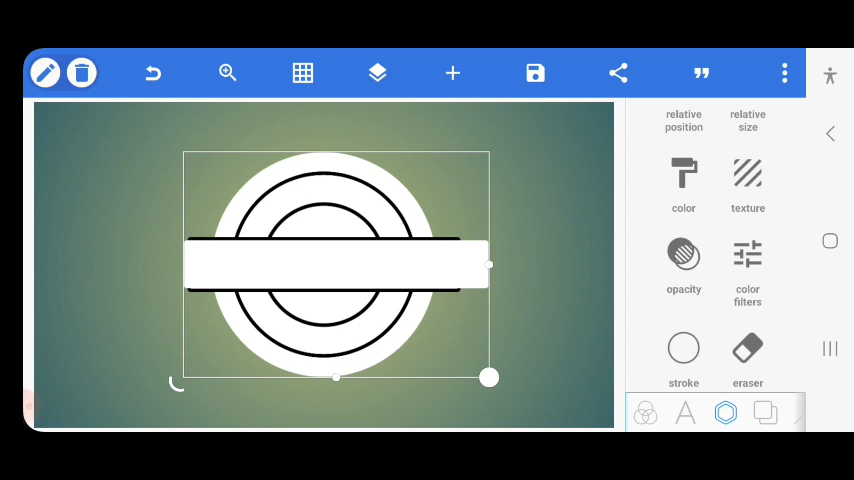 relative
position
relative
size
color
texture
opacity
color
filters
stroke
eraser